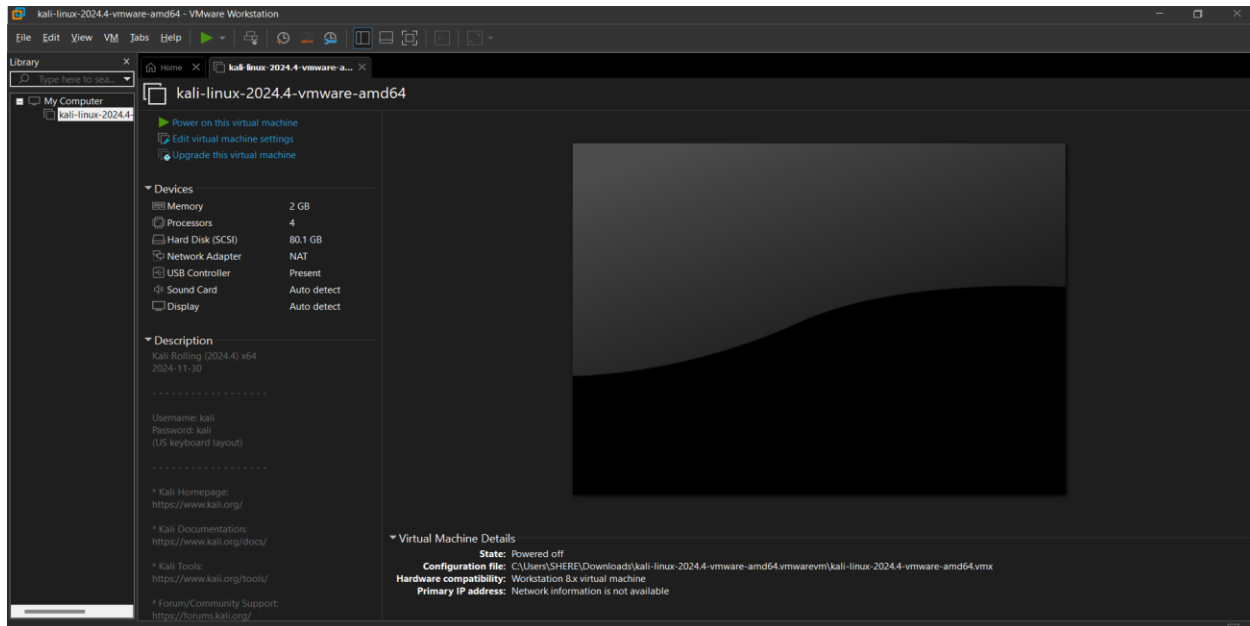 kali-linux-2024.4-vmware-amd64 - VMware Workstation
File Edit View VM Tabs Help
Library
Type here to sea...
My Computer
kali-linux-2024.4-
Home kali-linux-2024.4-vmware-a...
kali-linux-2024.4-vmware-amd64
Power on this virtual machine
Edit virtual machine settings
Upgrade this virtual machine
Devices
Memory 2 GB
Processors 4
Hard Disk (SCSI) 80.1 GB
Network Adapter NAT
USB Controller Present
Sound Card Auto detect
Display Auto detect
Description
Kali Rolling (2024.4) x64
2024-11-30
- - - - - - - - - - - - - - - - - -
Username: kali
Password: kali
(US keyboard layout)
- - - - - - - - - - - - - - - - - -
* Kali Homepage:
https://www.kali.org/
* Kali Documentation:
https://www.kali.org/docs/
* Kali Tools:
https://www.kali.org/tools/
* Forum/Community Support:
https://forums.kali.org/
Virtual Machine Details
State: Powered off
Configuration file: C:\Users\SHERE\Downloads\kali-linux-2024.4-vmware-amd64.vmwarevm\kali-linux-2024.4-vmware-amd64.vmx
Hardware compatibility: Workstation 8.x virtual machine
Primary IP address: Network information is not available